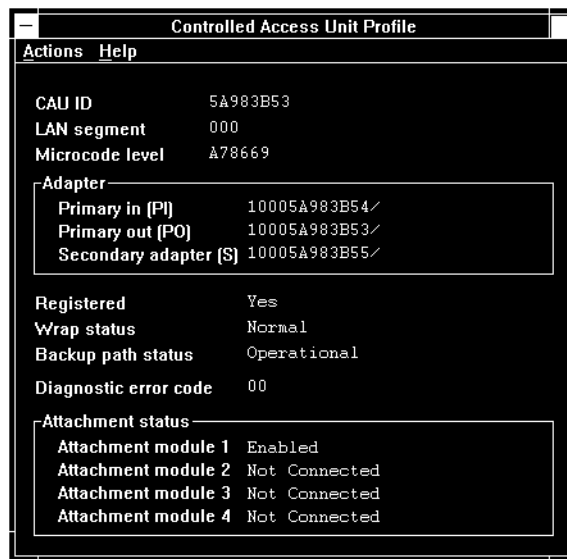 Controlled Access Unit Profile
Actions Help
CAU ID 5A983B53
LAN segment 000
Microcode level A78669
Adapter
Primary in (PI) 10005A983B54/
Primary out (PO) 10005A983B53/
Secondary adapter (S) 10005A983B55/
Registered Yes
Wrap status Normal
Backup path status Operational
Diagnostic error code 00
Attachment status
Attachment module 1 Enabled
Attachment module 2 Not Connected
Attachment module 3 Not Connected
Attachment module 4 Not Connected